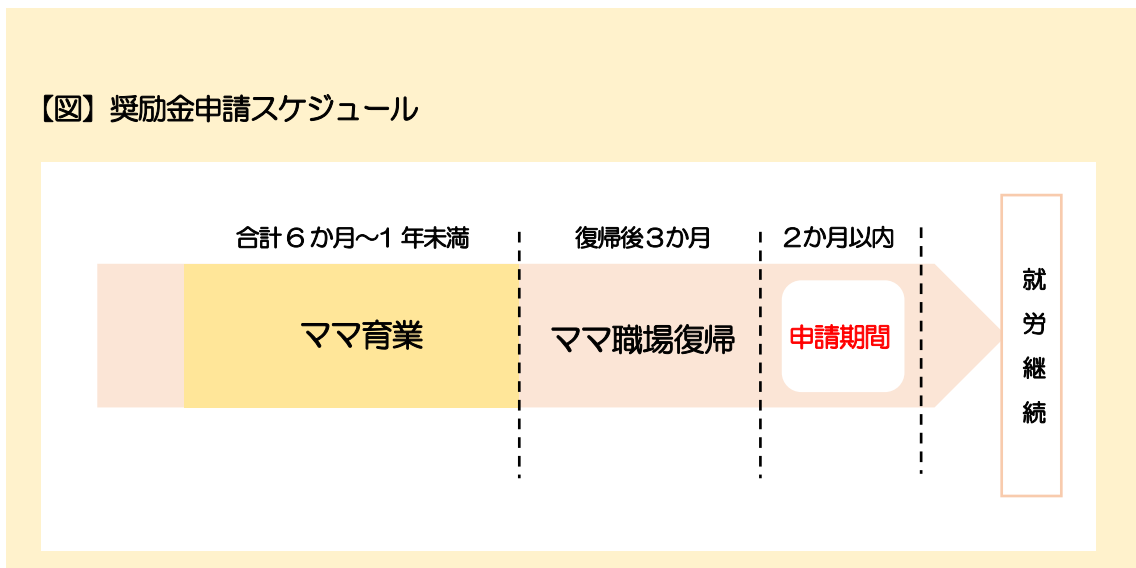 【図】奨励金申請スケジュール
合計6か月～1年未満
復帰後3か月
2か月以内
ママ育業
ママ職場復帰
申請期間
就労継続